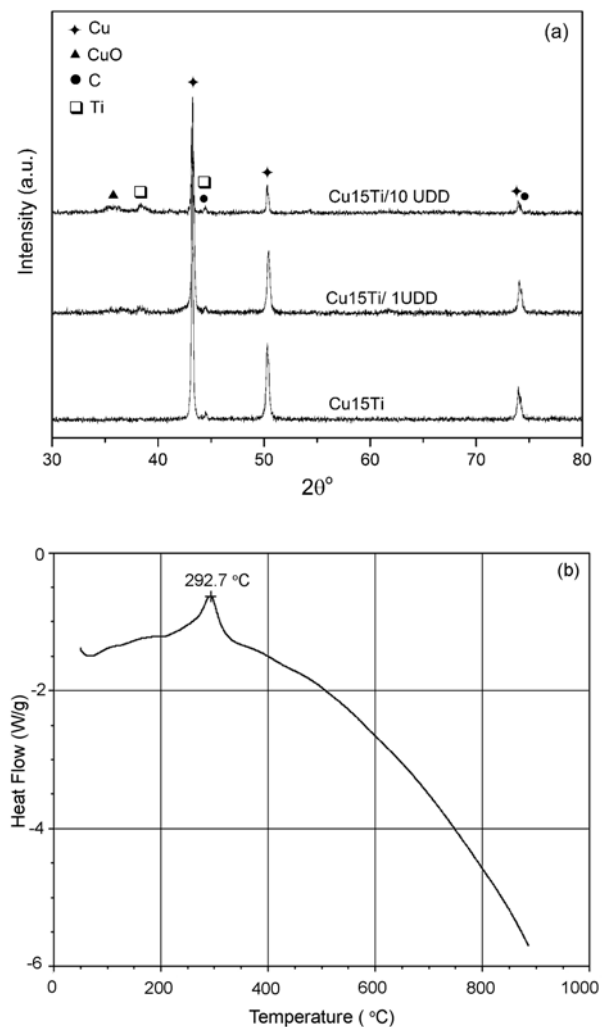 (a)
Cu
CuO
C
Ti
Intensity (a.u.)
Cu15Ti/10 UDD
Cu15Ti/ 1UDD
Cu15Ti
30 40 50 60 70 80
2θ°
(b)
292.7 °C
0
-2
-4
-6
Heat Flow (W/g)
0 200 400 600 800 1000
Temperature ( °C)